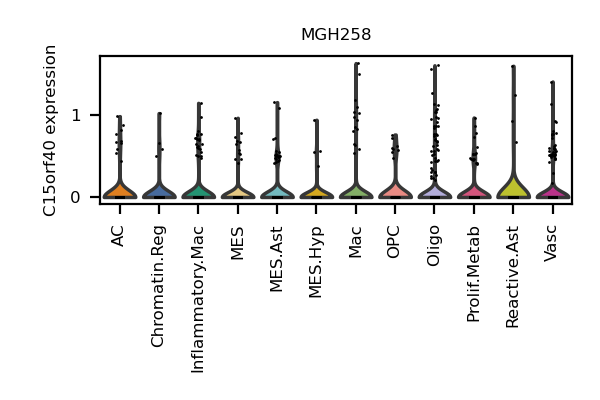 MGH258
C15orf40 expression
1
0
AC
Chromatin.Reg
Inflammatory.Mac
MES
MES.Ast
MES.Hyp
Mac
OPC
Oligo
Prolif.Metab
Reactive.Ast
Vasc